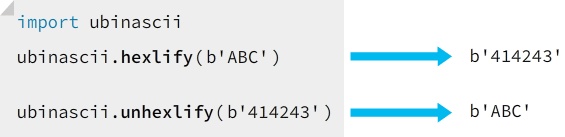 import ubinascii
ubinascii.hexlify(b'ABC') b'414243'
ubinascii.unhexlify(b'414243') b'ABC'